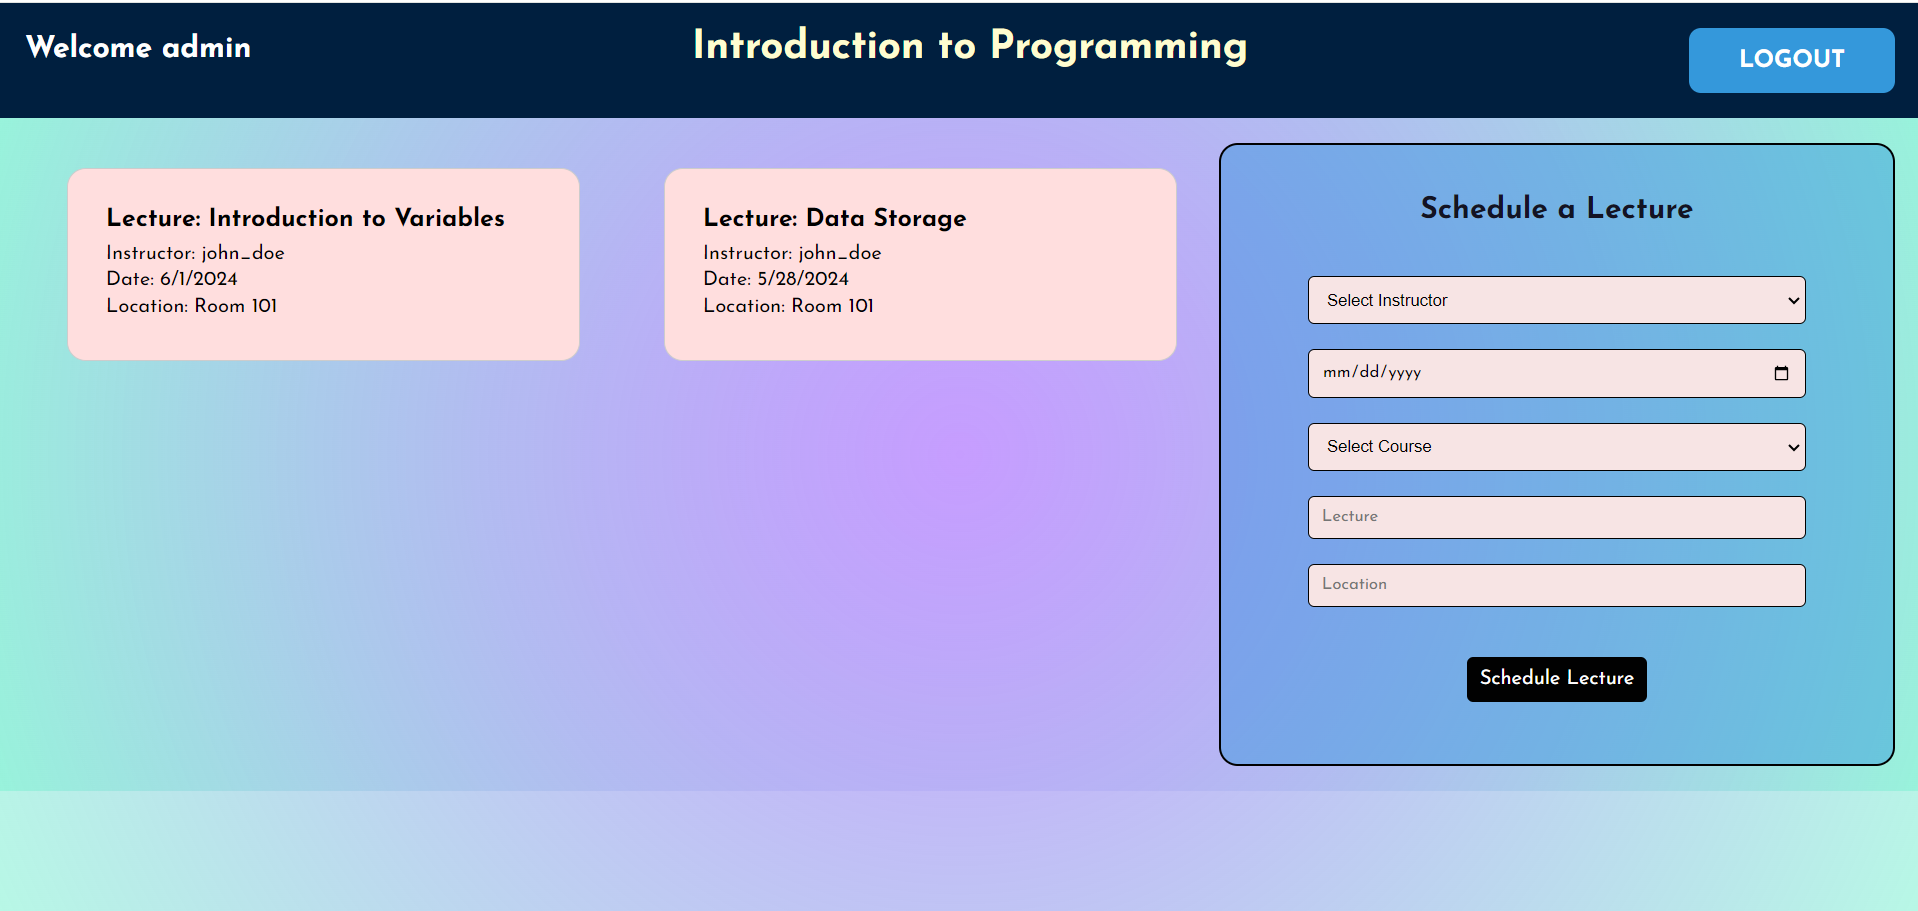 Welcome admin
Introduction to Programming
LOGOUT
Lecture: Introduction to Variables
Instructor: john_doe
Date: 6/1/2024
Location: Room 101
Lecture: Data Storage
Instructor: john_doe
Date: 5/28/2024
Location: Room 101
Schedule a Lecture
Select Instructor
mm/dd/yyyy
Select Course
Lecture
Location
Schedule Lecture